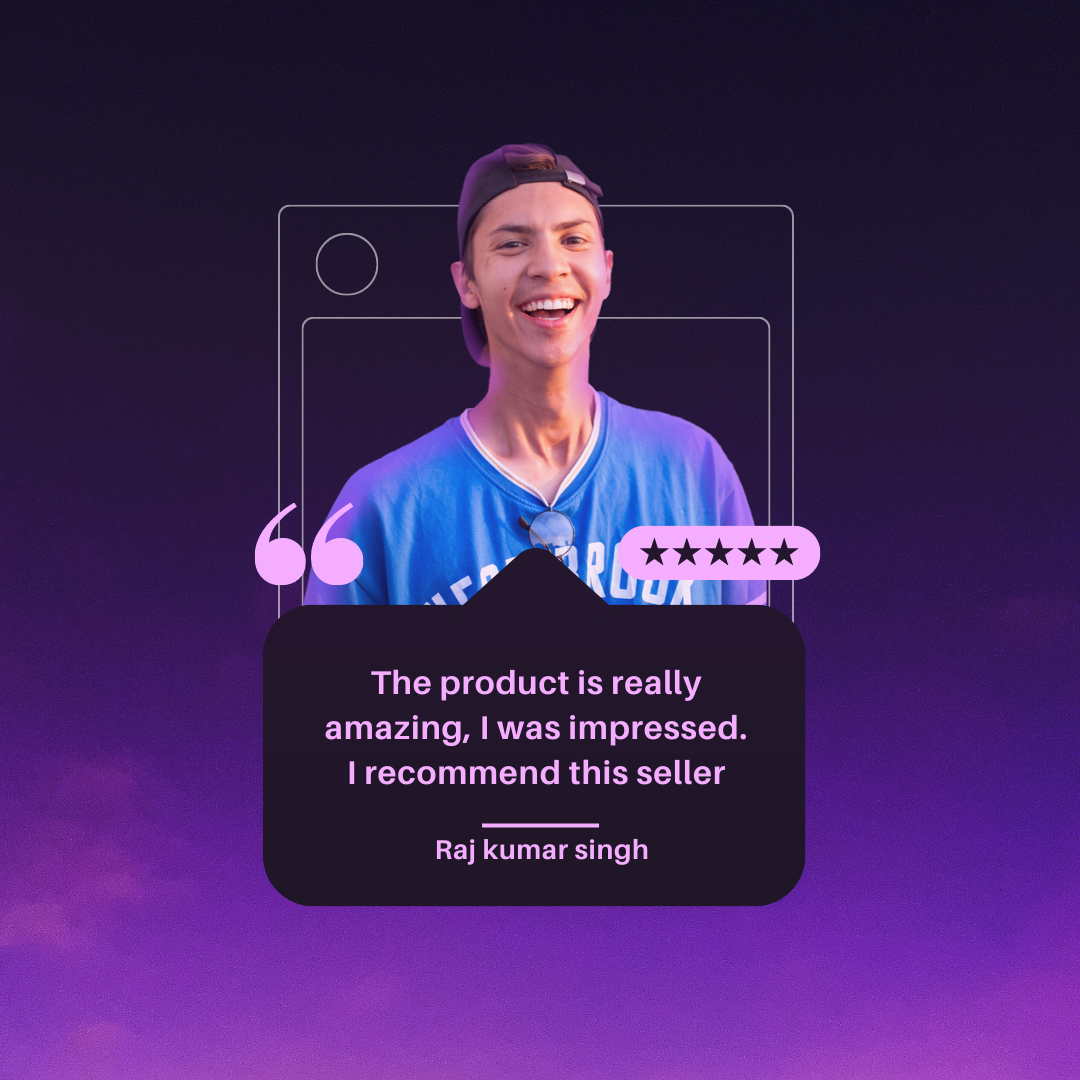 The product is really
amazing, I was impressed.
I recommend this seller
Raj kumar singh